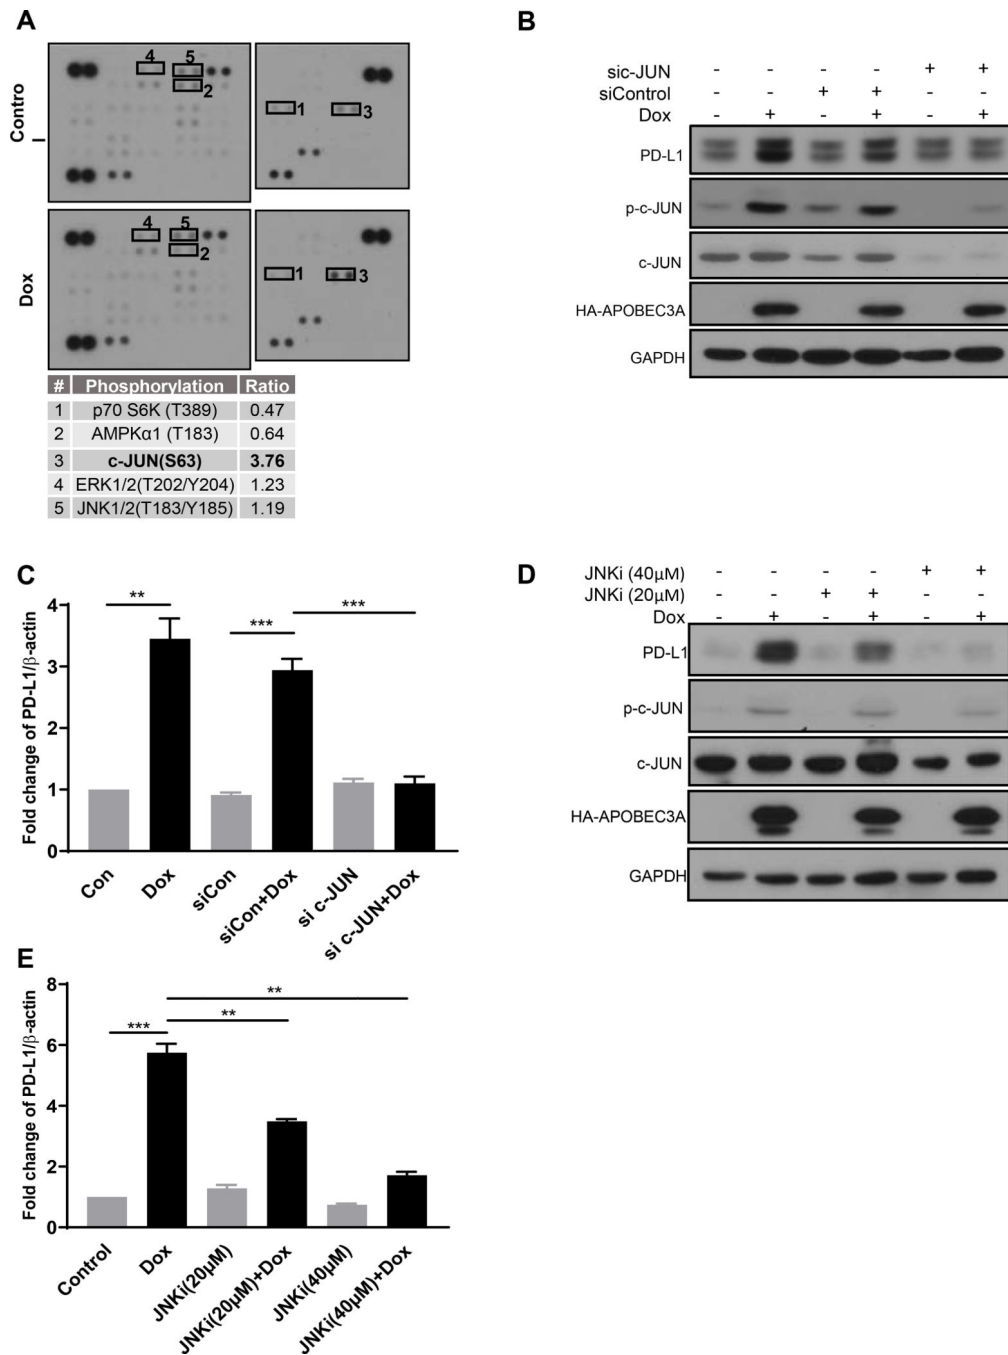 A
4
5
2
1
3
Contro
l
4
5
2
1
3
Dox
# Phosphorylation Ratio
1 p70 S6K (T389) 0.47
2 AMPKα1 (T183) 0.64
3 c-JUN(S63) 3.76
4 ERK1/2(T202/Y204) 1.23
5 JNK1/2(T183/Y185) 1.19
B
sic-JUN - - - - + +
siControl - - + + - -
Dox - + - + - +
PD-L1
p-c-JUN
c-JUN
HA-APOBEC3A
GAPDH
C
Fold change of PD-L1/β-actin
4
3
2
1
0
**
***
***
Con
Dox
siCon
siCon+Dox
si c-JUN
si c-JUN+Dox
D
JNKi (40μM) - - - - + +
JNKi (20μM) - - + + - -
Dox - + - + - +
PD-L1
p-c-JUN
c-JUN
HA-APOBEC3A
GAPDH
E
Fold change of PD-L1/β-actin
8
6
4
2
0
***
**
**
Control
Dox
JNKi(20μM)
JNKi(20μM)+Dox
JNKi(40μM)
JNKi(40μM)+Dox